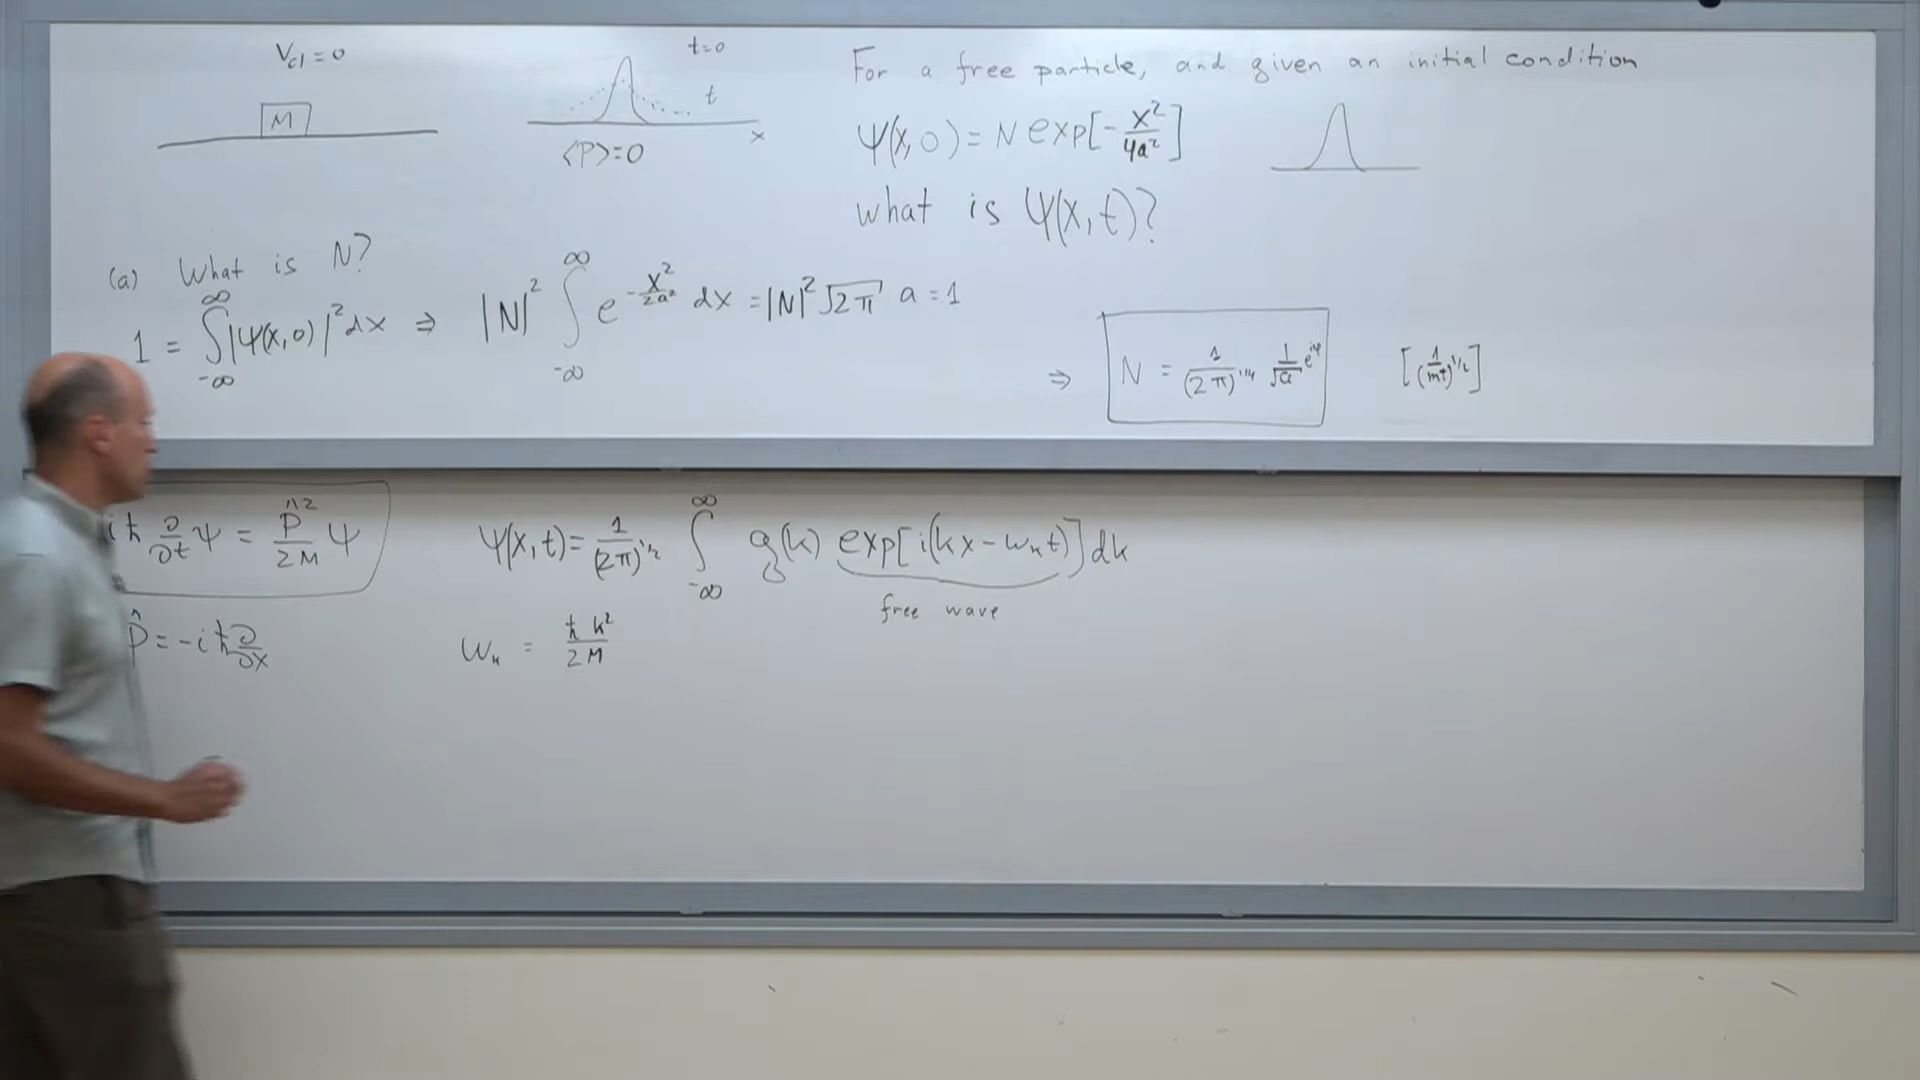 V_cl = 0
M
t=0
t
x
⟨P⟩=0
For a free particle, and given an initial condition
Ψ(x,0) = N exp[-x²/4a²]
what is Ψ(x,t)?
(a) What is N?
1 = ∫_{-∞}^{∞} |Ψ(x,0)|² dx ⇒ |N|² ∫_{-∞}^{∞} e^{-x²/2a²} dx = |N|² √2π a = 1
⇒ N = 1/(2π)^{1/4} 1/√a e^{iφ} [(1/mt)^{1/2}]
iħ ∂/∂t Ψ = P̂²/2M Ψ
Ψ(x,t) = 1/(2π)^{1/2} ∫_{-∞}^{∞} g(k) exp[i(kx-ω_k t)] dk
free wave
P̂ = -iħ ∂/∂x
ω_k = ħk²/2M